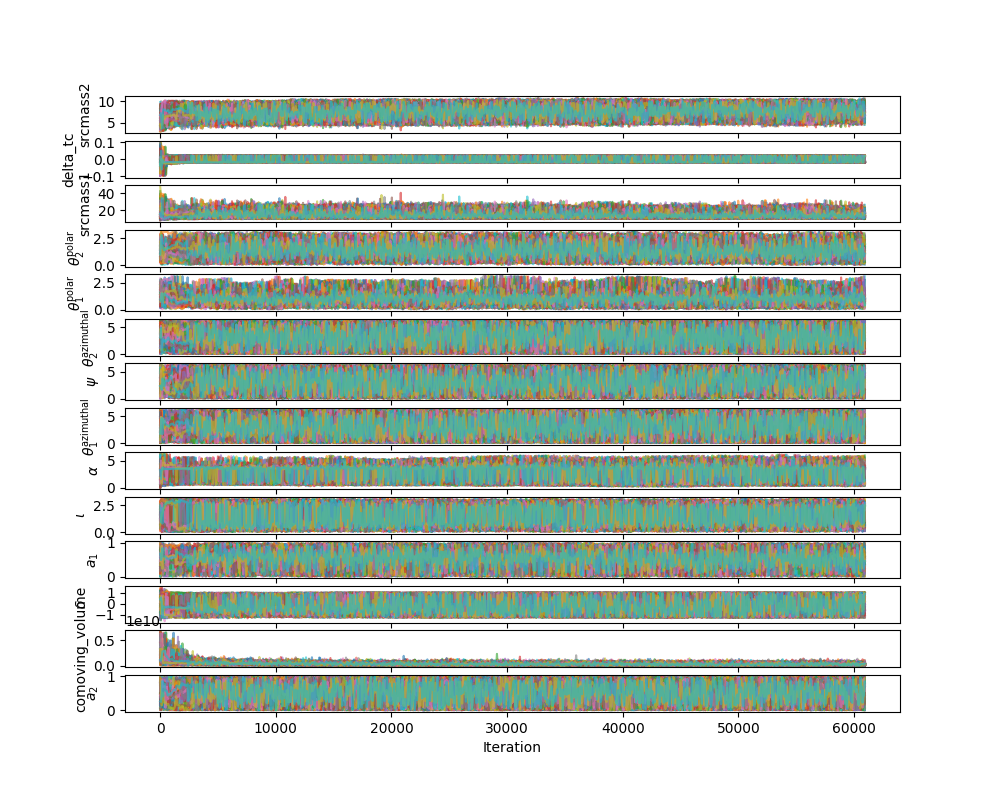 srcmass2
10
5
delta_tc
0.1
0.0
0.1
srcmass1
40
20
θ₂^polar
2.5
0.0
θ₁^polar
2.5
0.0
θ₂^azimuthal
5
0
ψ
5
0
θ₁^azimuthal
5
0
α
5
0
ι
2.5
0.0
a₁
1
0
1
0
−1
comoving_volume
1e10
0.5
0.0
a₂
1
0
0 10000 20000 30000 40000 50000 60000
Iteration